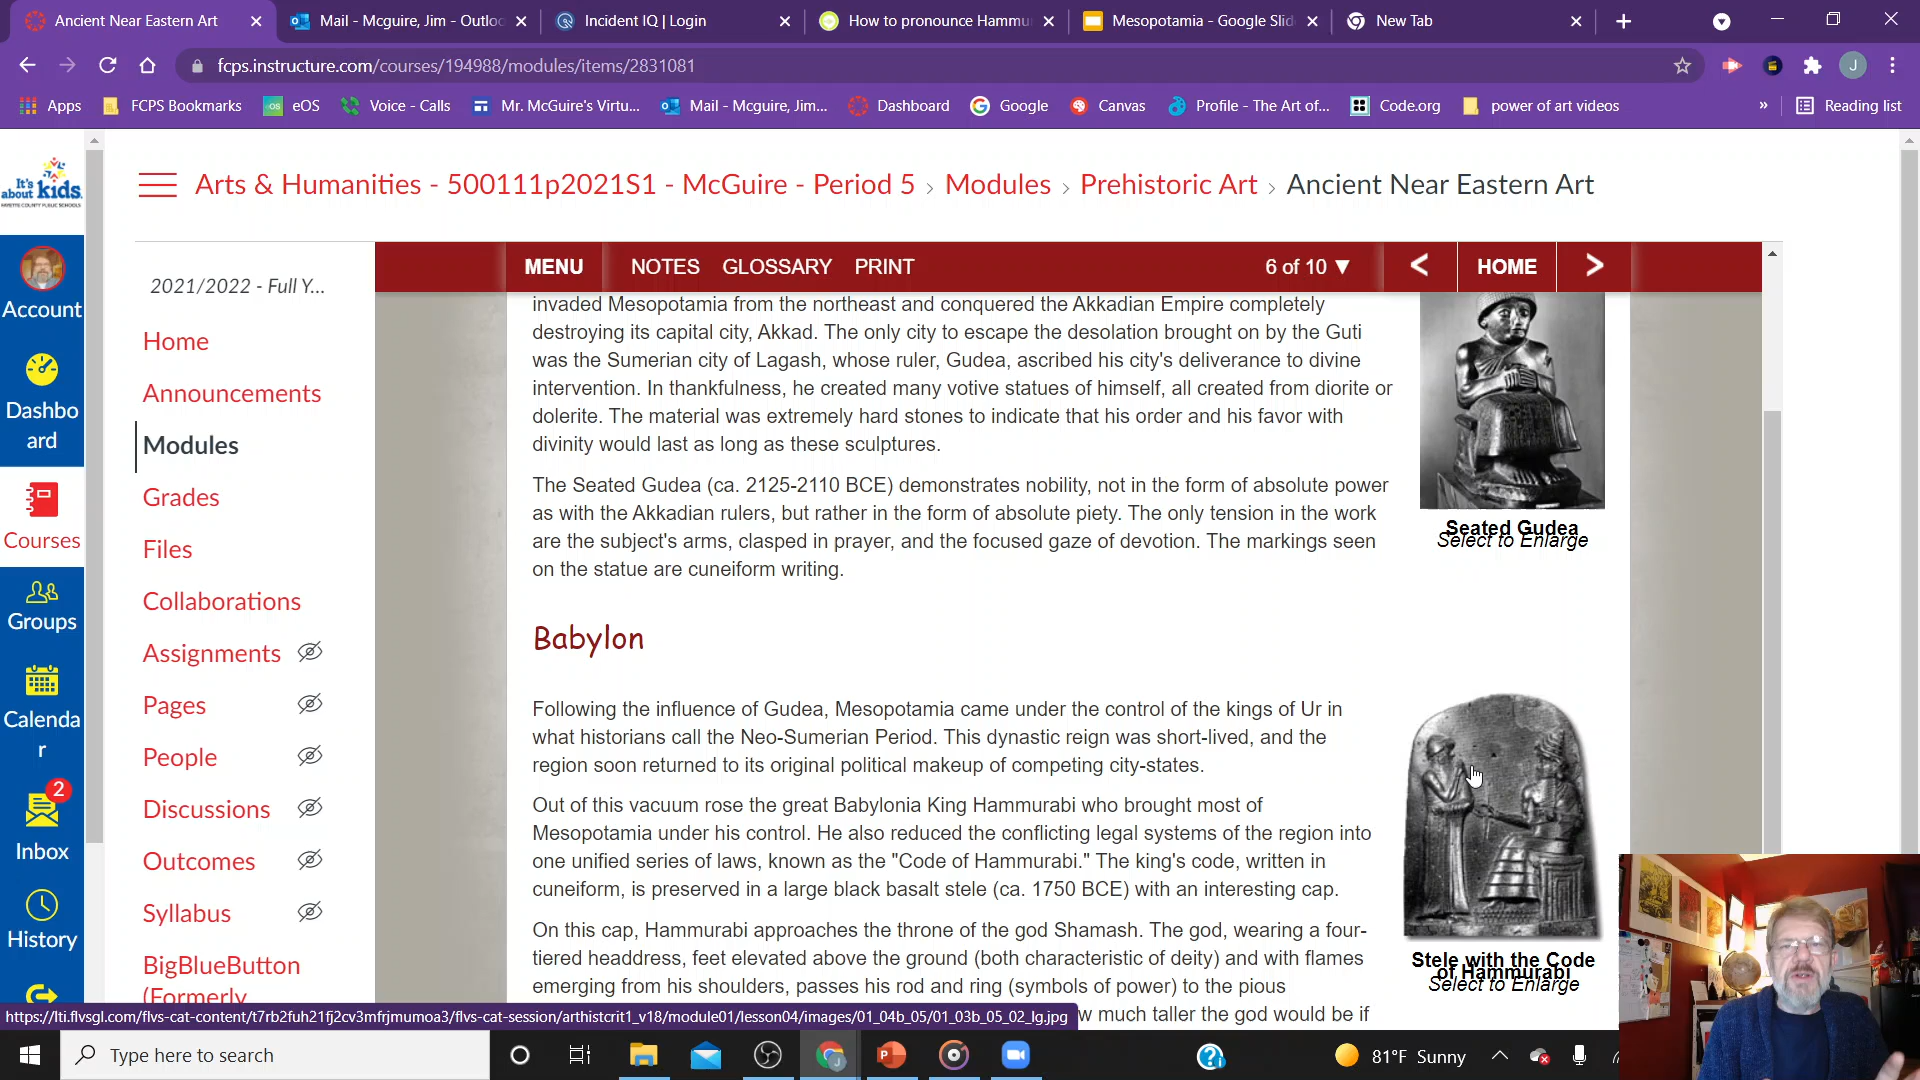 Ancient Near Eastern Art
Mail - Mcguire, Jim - Outloo
Incident IQ | Login
How to pronounce Hammu
Mesopotamia - Google Slid
New Tab
fcps.instructure.com/courses/194988/modules/items/2831081
J
Apps
FCPS Bookmarks
eOS
Voice - Calls
Mr. McGuire's Virtu...
Mail - Mcguire, Jim...
Dashboard
Google
Canvas
Profile - The Art of...
Code.org
power of art videos
»
Reading list
It's
about kids.
FAYETTE COUNTY PUBLIC SCHOOLS
Arts & Humanities - 500111p2021S1 - McGuire - Period 5 › Modules › Prehistoric Art › Ancient Near Eastern Art
Account
Dashbo
ard
Courses
Groups
Calenda
r
2
Inbox
History
2021/2022 - Full Y...
Home
Announcements
Modules
Grades
Files
Collaborations
Assignments
Pages
People
Discussions
Outcomes
Syllabus
BigBlueButton
(Formerly
MENU
NOTES
GLOSSARY
PRINT
6 of 10 ▼
<
HOME
>
invaded Mesopotamia from the northeast and conquered the Akkadian Empire completely
destroying its capital city, Akkad. The only city to escape the desolation brought on by the Guti
was the Sumerian city of Lagash, whose ruler, Gudea, ascribed his city's deliverance to divine
intervention. In thankfulness, he created many votive statues of himself, all created from diorite or
dolerite. The material was extremely hard stones to indicate that his order and his favor with
divinity would last as long as these sculptures.
The Seated Gudea (ca. 2125-2110 BCE) demonstrates nobility, not in the form of absolute power
as with the Akkadian rulers, but rather in the form of absolute piety. The only tension in the work
are the subject's arms, clasped in prayer, and the focused gaze of devotion. The markings seen
on the statue are cuneiform writing.
Seated Gudea
Select to Enlarge
Babylon
Following the influence of Gudea, Mesopotamia came under the control of the kings of Ur in
what historians call the Neo-Sumerian Period. This dynastic reign was short-lived, and the
region soon returned to its original political makeup of competing city-states.
Out of this vacuum rose the great Babylonia King Hammurabi who brought most of
Mesopotamia under his control. He also reduced the conflicting legal systems of the region into
one unified series of laws, known as the "Code of Hammurabi." The king's code, written in
cuneiform, is preserved in a large black basalt stele (ca. 1750 BCE) with an interesting cap.
On this cap, Hammurabi approaches the throne of the god Shamash. The god, wearing a four-
tiered headdress, feet elevated above the ground (both characteristic of deity) and with flames
emerging from his shoulders, passes his rod and ring (symbols of power) to the pious
w much taller the god would be if
Stele with the Code
of Hammurabi
Select to Enlarge
https://lti.flvsgl.com/flvs-cat-content/t7rb2fuh21fj2cv3mfrjmumoa3/flvs-cat-session/arthistcrit1_v18/module01/lesson04/images/01_04b_05/01_03b_05_02_lg.jpg
Type here to search
81°F Sunny